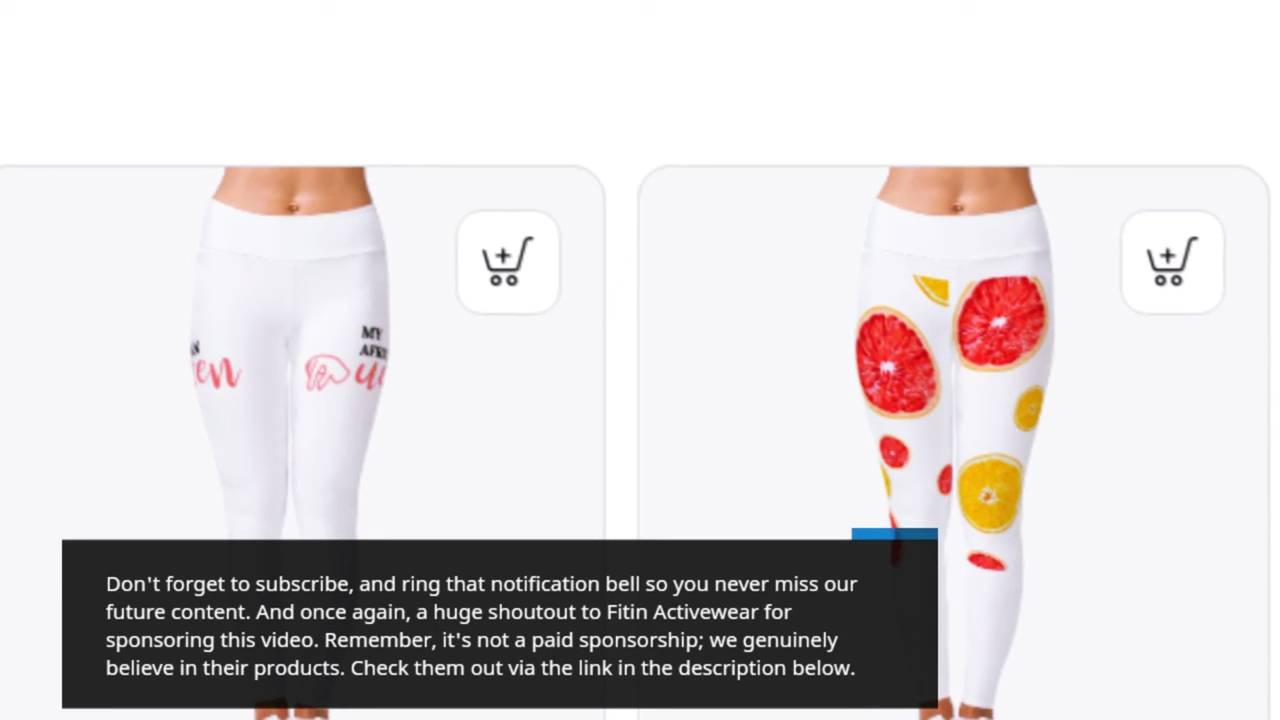 MY
en
Don't forget to subscribe, and ring that notification bell so you never miss our
future content. And once again, a huge shoutout to Fitin Activewear for
sponsoring this video. Remember, it's not a paid sponsorship; we genuinely
believe in their products. Check them out via the link in the description below.